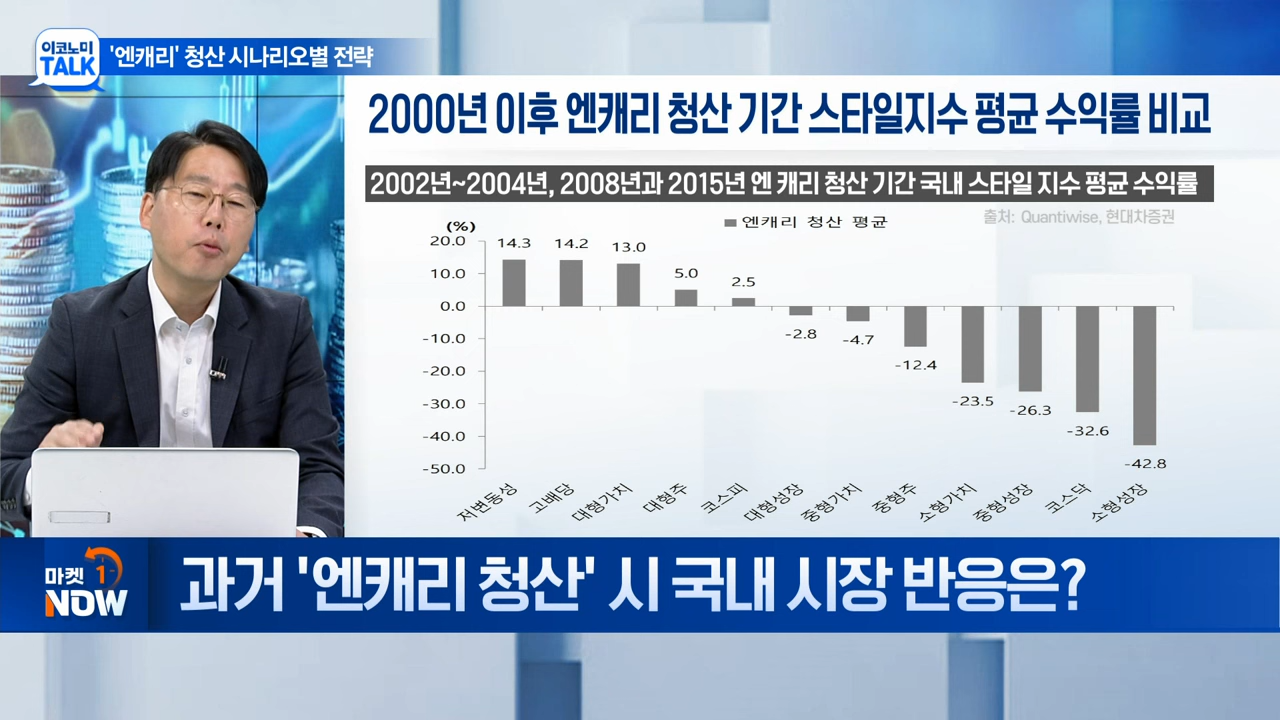 이코노미
TALK
'엔캐리' 청산 시나리오별 전략
2000년 이후 엔캐리 청산 기간 스타일지수 평균 수익률 비교
2002년~2004년, 2008년과 2015년 엔 캐리 청산 기간 국내 스타일 지수 평균 수익률
출처: Quantiwise, 현대차증권
(%)
엔캐리 청산 평균
20.0
10.0
0.0
-10.0
-20.0
-30.0
-40.0
-50.0
14.3
14.2
13.0
5.0
2.5
-2.8
-4.7
-12.4
-23.5
-26.3
-32.6
-42.8
저변동성
고배당
대형가치
대형주
코스피
대형성장
중형가치
중형주
소형가치
중형성장
코스닥
소형성장
마켓 1
NOW
과거 '엔캐리 청산' 시 국내 시장 반응은?